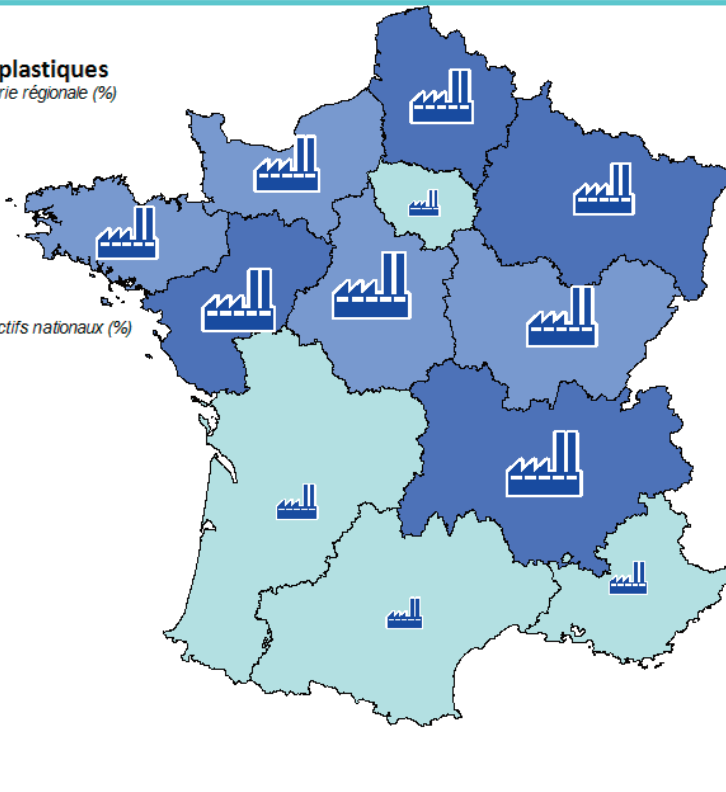 plastiques
rie régionale (%)
ctifs nationaux (%)